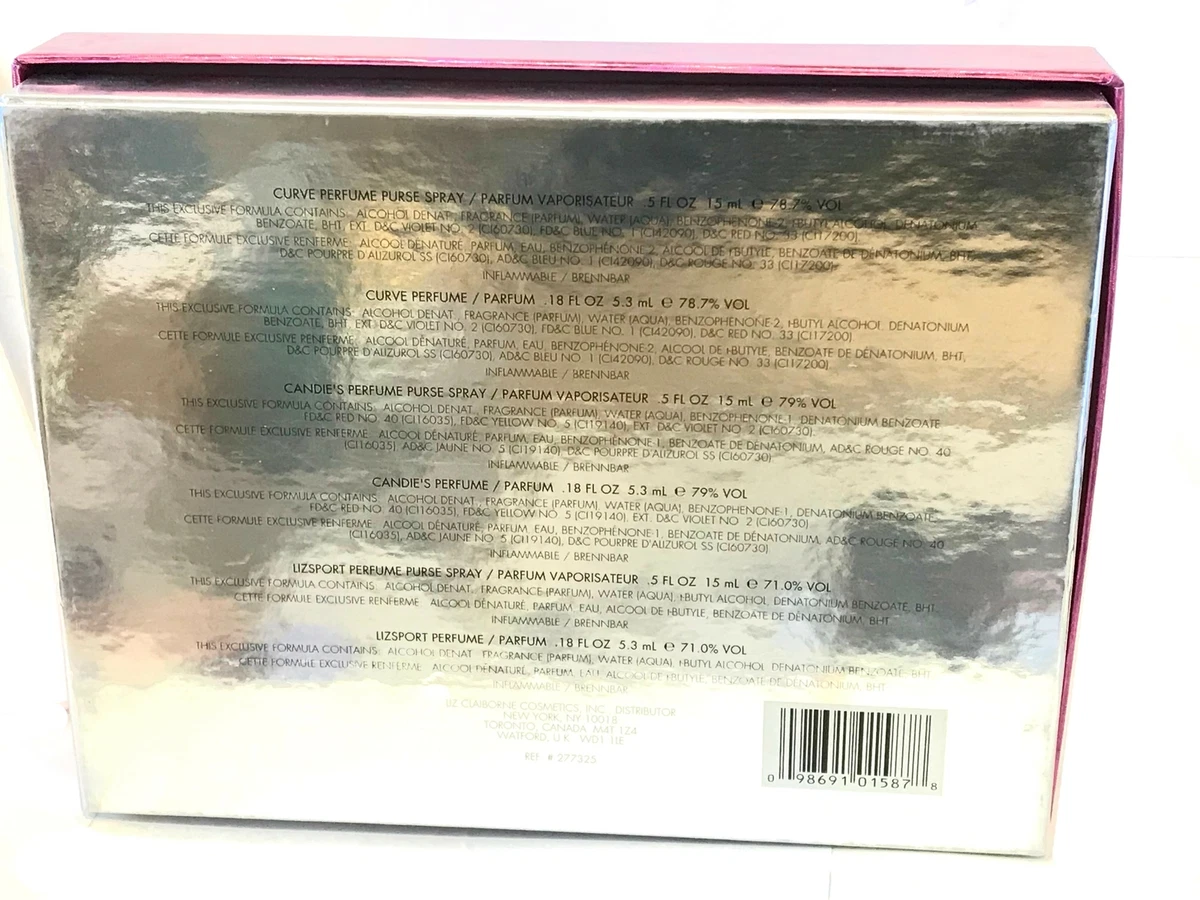 CURVE PERFUME PURSE SPRAY / PARFUM VAPORISATEUR .5 FL OZ 15 mL ℮ 78.7% VOL
THIS EXCLUSIVE FORMULA CONTAINS: ALCOHOL DENAT., FRAGRANCE (PARFUM), WATER (AQUA), BENZOPHENONE-2, t-BUTYL ALCOHOL, DENATONIUM
BENZOATE, BHT, EXT. D&C VIOLET NO. 2 (CI60730), FD&C BLUE NO. 1 (CI42090), D&C RED NO. 33 (CI17200)
CETTE FORMULE EXCLUSIVE RENFERME: ALCOOL DÉNATURÉ, PARFUM, EAU, BENZOPHÉNONE-2, ALCOOL DE t-BUTYLE, BENZOATE DE DÉNATONIUM, BHT,
D&C POURPRE D'ALIZUROL SS (CI60730), AD&C BLEU NO. 1 (CI42090), D&C ROUGE NO. 33 (CI17200)
INFLAMMABLE / BRENNBAR
CURVE PERFUME / PARFUM .18 FL OZ 5.3 mL ℮ 78.7% VOL
THIS EXCLUSIVE FORMULA CONTAINS: ALCOHOL DENAT., FRAGRANCE (PARFUM), WATER (AQUA), BENZOPHENONE-2, t-BUTYL ALCOHOL, DENATONIUM
BENZOATE, BHT, EXT. D&C VIOLET NO. 2 (CI60730), FD&C BLUE NO. 1 (CI42090), D&C RED NO. 33 (CI17200)
CETTE FORMULE EXCLUSIVE RENFERME: ALCOOL DÉNATURÉ, PARFUM, EAU, BENZOPHÉNONE-2, ALCOOL DE t-BUTYLE, BENZOATE DE DÉNATONIUM, BHT,
D&C POURPRE D'ALIZUROL SS (CI60730), AD&C BLEU NO. 1 (CI42090), D&C ROUGE NO. 33 (CI17200)
INFLAMMABLE / BRENNBAR
CANDIE'S PERFUME PURSE SPRAY / PARFUM VAPORISATEUR .5 FL OZ 15 mL ℮ 79% VOL
THIS EXCLUSIVE FORMULA CONTAINS: ALCOHOL DENAT., FRAGRANCE (PARFUM), WATER (AQUA), BENZOPHENONE-1, DENATONIUM BENZOATE,
FD&C RED NO. 40 (CI16035), FD&C YELLOW NO. 5 (CI19140), EXT. D&C VIOLET NO. 2 (CI60730)
CETTE FORMULE EXCLUSIVE RENFERME: ALCOOL DÉNATURÉ, PARFUM, EAU, BENZOPHÉNONE-1, BENZOATE DE DÉNATONIUM, AD&C ROUGE NO. 40
(CI16035), AD&C JAUNE NO. 5 (CI19140), D&C POURPRE D'ALIZUROL SS (CI60730)
INFLAMMABLE / BRENNBAR
CANDIE'S PERFUME / PARFUM .18 FL OZ 5.3 mL ℮ 79% VOL
THIS EXCLUSIVE FORMULA CONTAINS: ALCOHOL DENAT., FRAGRANCE (PARFUM), WATER (AQUA), BENZOPHENONE-1, DENATONIUM BENZOATE,
FD&C RED NO. 40 (CI16035), FD&C YELLOW NO. 5 (CI19140), EXT. D&C VIOLET NO. 2 (CI60730)
CETTE FORMULE EXCLUSIVE RENFERME: ALCOOL DÉNATURÉ, PARFUM, EAU, BENZOPHÉNONE-1, BENZOATE DE DÉNATONIUM, AD&C ROUGE NO. 40
(CI16035), AD&C JAUNE NO. 5 (CI19140), D&C POURPRE D'ALIZUROL SS (CI60730)
INFLAMMABLE / BRENNBAR
LIZSPORT PERFUME PURSE SPRAY / PARFUM VAPORISATEUR .5 FL OZ 15 mL ℮ 71.0% VOL
THIS EXCLUSIVE FORMULA CONTAINS: ALCOHOL DENAT., FRAGRANCE (PARFUM), WATER (AQUA), t-BUTYL ALCOHOL, DENATONIUM BENZOATE, BHT
CETTE FORMULE EXCLUSIVE RENFERME: ALCOOL DÉNATURÉ, PARFUM, EAU, ALCOOL DE t-BUTYLE, BENZOATE DE DÉNATONIUM, BHT
INFLAMMABLE / BRENNBAR
LIZSPORT PERFUME / PARFUM .18 FL OZ 5.3 mL ℮ 71.0% VOL
THIS EXCLUSIVE FORMULA CONTAINS: ALCOHOL DENAT., FRAGRANCE (PARFUM), WATER (AQUA), t-BUTYL ALCOHOL, DENATONIUM BENZOATE, BHT
CETTE FORMULE EXCLUSIVE RENFERME: ALCOOL DÉNATURÉ, PARFUM, EAU, ALCOOL DE t-BUTYLE, BENZOATE DE DÉNATONIUM, BHT
INFLAMMABLE / BRENNBAR
LIZ CLAIBORNE COSMETICS, INC., DISTRIBUTOR
NEW YORK, NY 10018
TORONTO, CANADA M4T 1Z4
WATFORD, U.K. WD1 1IE
REF. # 277325
0 98691 01587 8